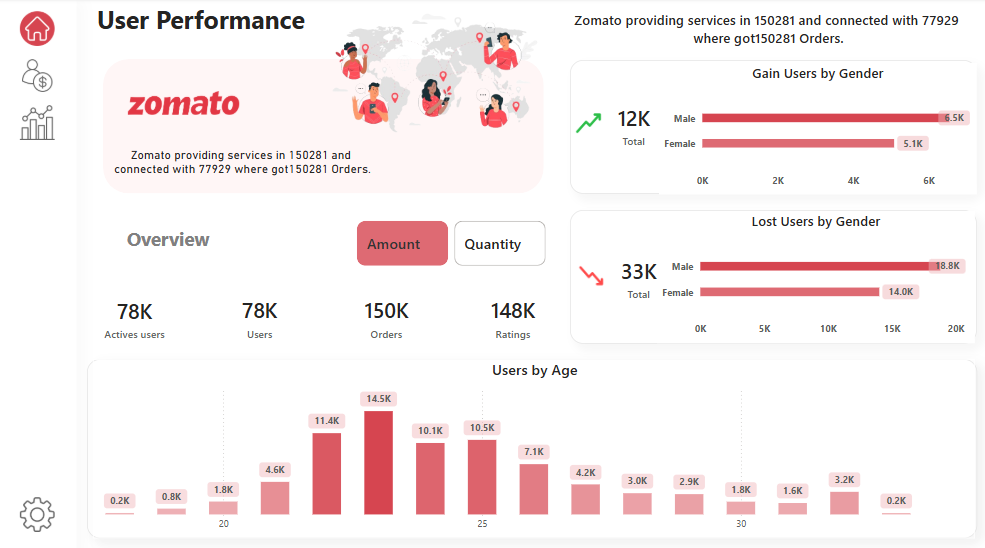 User Performance
zomato
Zomato providing services in 150281 and
connected with 77929 where got150281 Orders.
Zomato providing services in 150281 and connected with 77929
where got150281 Orders.
Gain Users by Gender
12K
Total
Male
6.5K
Female
5.1K
0K 2K 4K 6K
Overview
Amount
Quantity
78K
Actives users
78K
Users
150K
Orders
148K
Ratings
Lost Users by Gender
33K
Total
Male
18.8K
Female
14.0K
0K 5K 10K 15K 20K
Users by Age
0.2K 0.8K 1.8K 4.6K 11.4K 14.5K 10.1K 10.5K 7.1K 4.2K 3.0K 2.9K 1.8K 1.6K 3.2K 0.2K
20 25 30